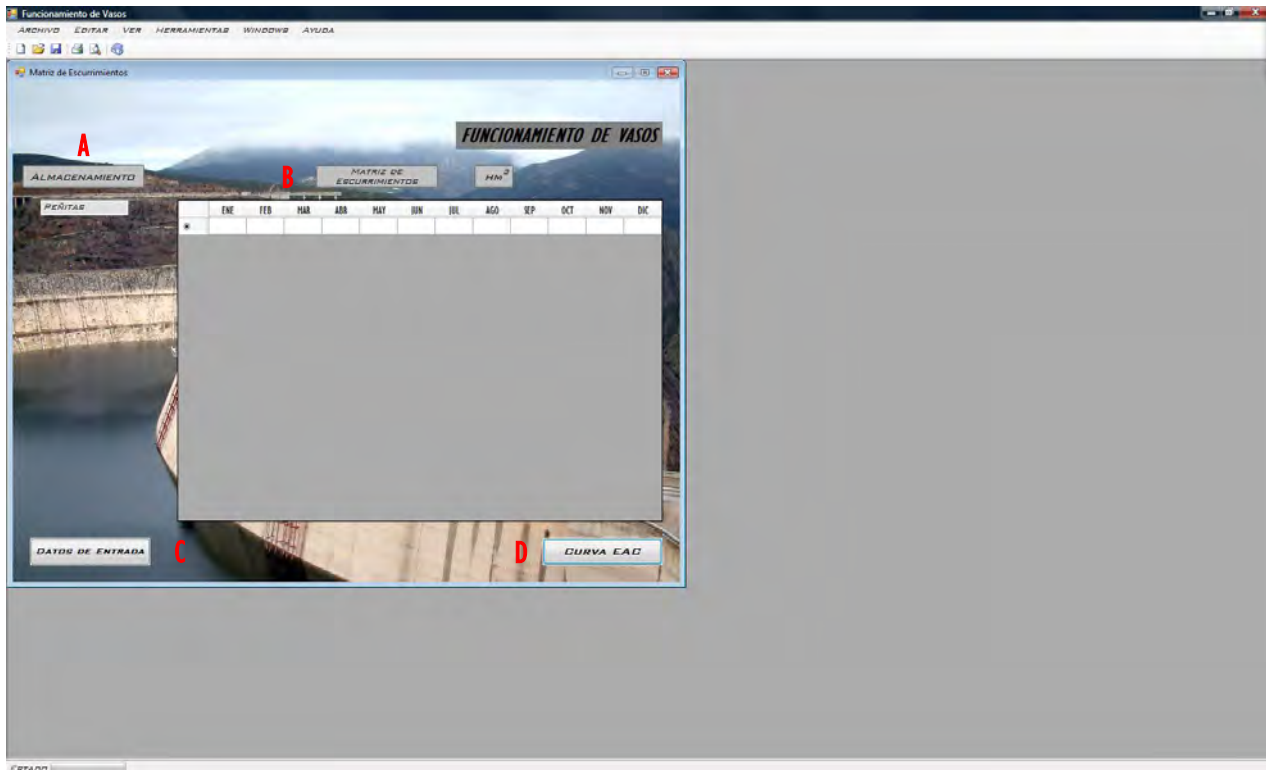 Funcionamiento de Vasos
ARCHIVO EDITAR VER HERRAMIENTAS WINDOWS AYUDA
Matriz de Escurrimientos
FUNCIONAMIENTO DE VASOS
A
ALMACENAMIENTO
B
MATRIZ DE
ESCURRIMIENTOS
HM3
PEÑITAS
ENE FEB MAR ABR MAY JUN JUL AGO SEP OCT NOV DIC
DATOS DE ENTRADA
C
D
CURVA EAC
ESTADO